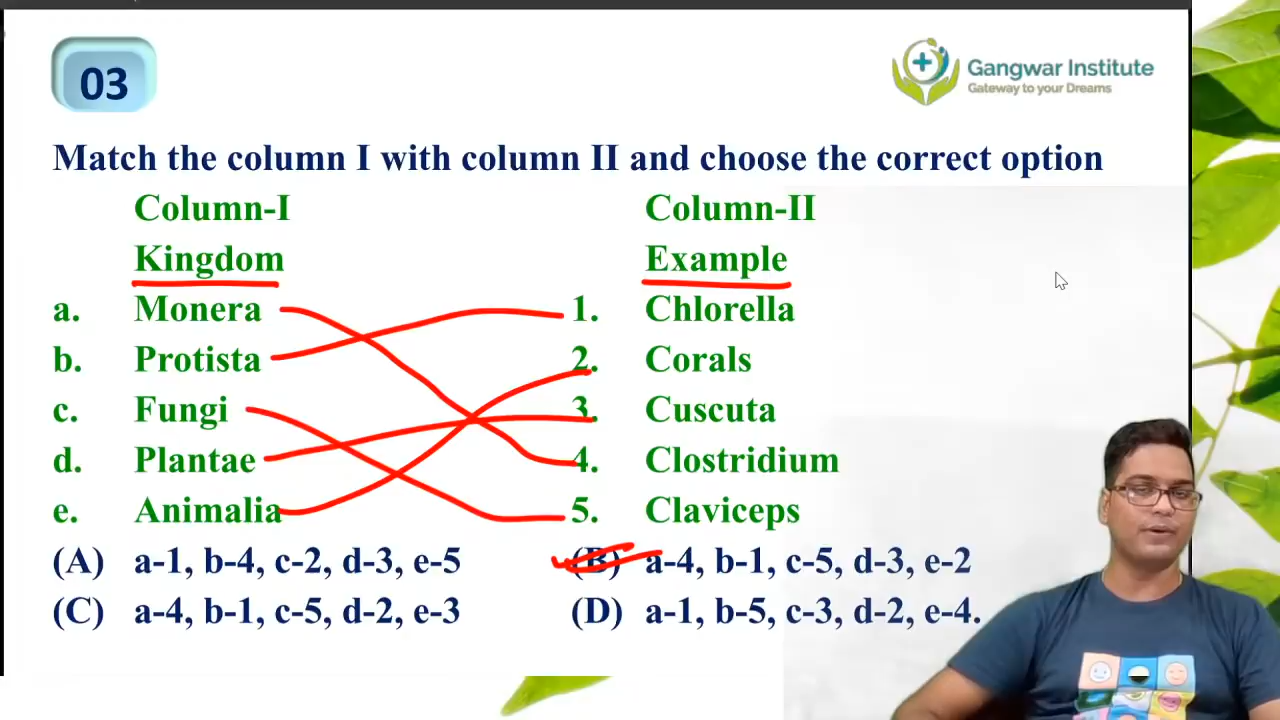 03
Gangwar Institute
Gateway to your Dreams
Match the column I with column II and choose the correct option
Column-I Column-II
Kingdom Example
a. Monera 1. Chlorella
b. Protista 2. Corals
c. Fungi 3. Cuscuta
d. Plantae 4. Clostridium
e. Animalia 5. Claviceps
(A) a-1, b-4, c-2, d-3, e-5 (B) a-4, b-1, c-5, d-3, e-2
(C) a-4, b-1, c-5, d-2, e-3 (D) a-1, b-5, c-3, d-2, e-4.